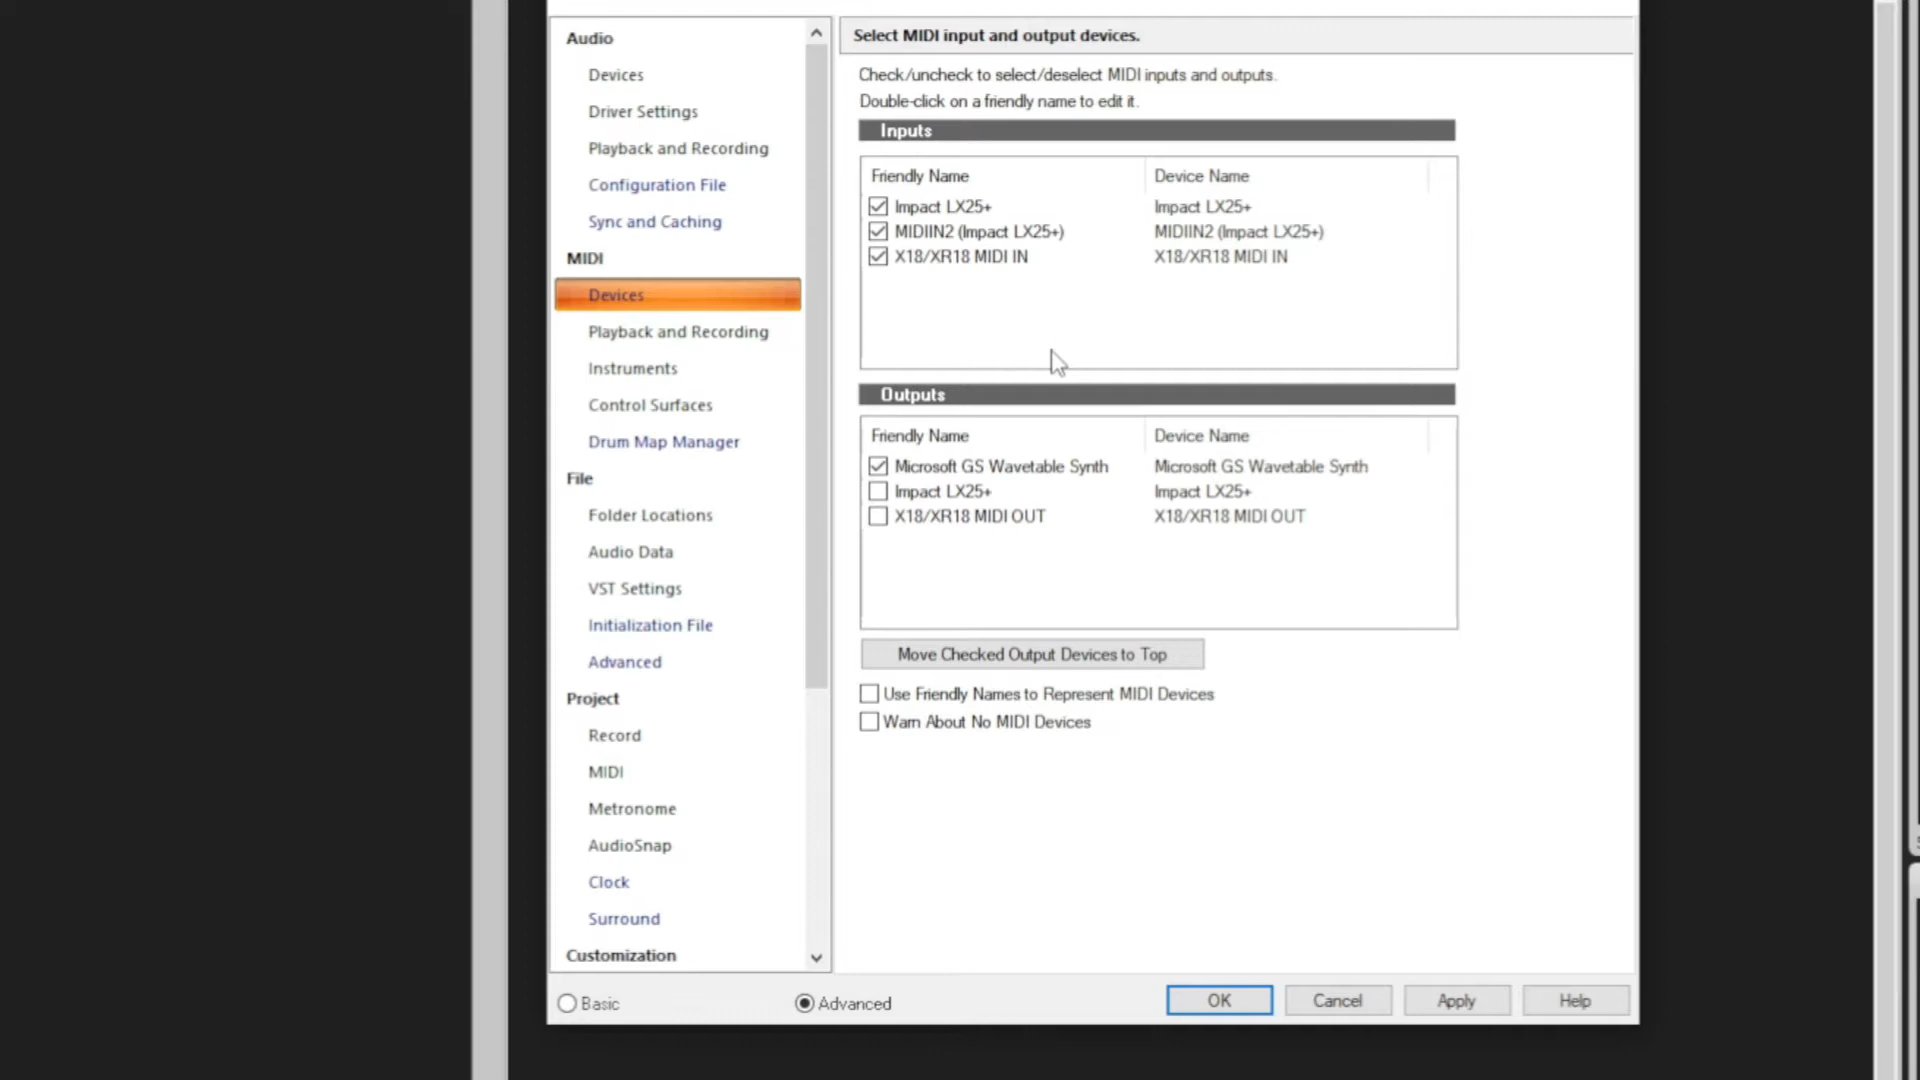 Audio
Devices
Driver Settings
Playback and Recording
Configuration File
Sync and Caching
MIDI
Devices
Playback and Recording
Instruments
Control Surfaces
Drum Map Manager
File
Folder Locations
Audio Data
VST Settings
Initialization File
Advanced
Project
Record
MIDI
Metronome
AudioSnap
Clock
Surround
Customization
Basic
Advanced
Select MIDI input and output devices.
Check/uncheck to select/deselect MIDI inputs and outputs.
Double-click on a friendly name to edit it.
Inputs
Friendly Name Device Name
Impact LX25+ Impact LX25+
MIDIIN2 (Impact LX25+) MIDIIN2 (Impact LX25+)
X18/XR18 MIDI IN X18/XR18 MIDI IN
Outputs
Friendly Name Device Name
Microsoft GS Wavetable Synth Microsoft GS Wavetable Synth
Impact LX25+ Impact LX25+
X18/XR18 MIDI OUT X18/XR18 MIDI OUT
Move Checked Output Devices to Top
Use Friendly Names to Represent MIDI Devices
Warn About No MIDI Devices
OK Cancel Apply Help